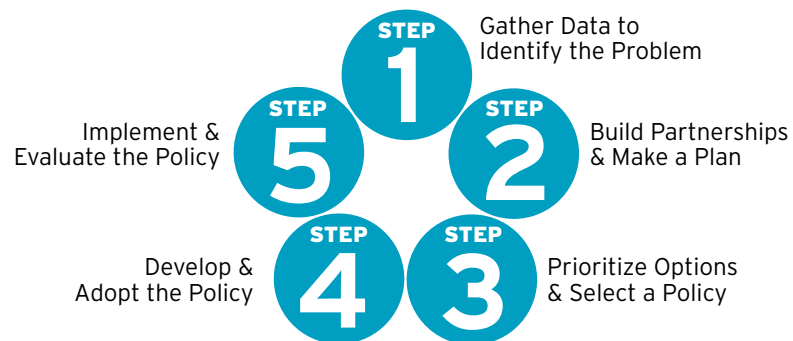 STEP
1
Gather Data to
Identify the Problem
STEP
2
Build Partnerships
& Make a Plan
STEP
3
Prioritize Options
& Select a Policy
STEP
4
Develop &
Adopt the Policy
STEP
5
Implement &
Evaluate the Policy